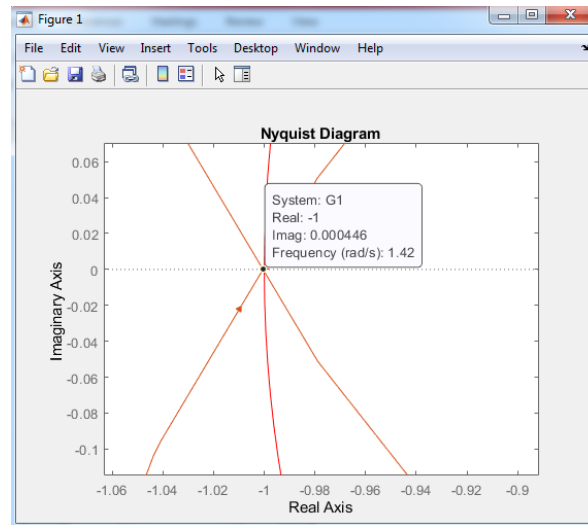 Figure 1
File Edit View Insert Tools Desktop Window Help
Nyquist Diagram
System: G1
Real: -1
Imag: 0.000446
Frequency (rad/s): 1.42
0.06
0.04
0.02
0
-0.02
-0.04
-0.06
-0.08
-0.1
Imaginary Axis
-1.06 -1.04 -1.02 -1 -0.98 -0.96 -0.94 -0.92 -0.9
Real Axis